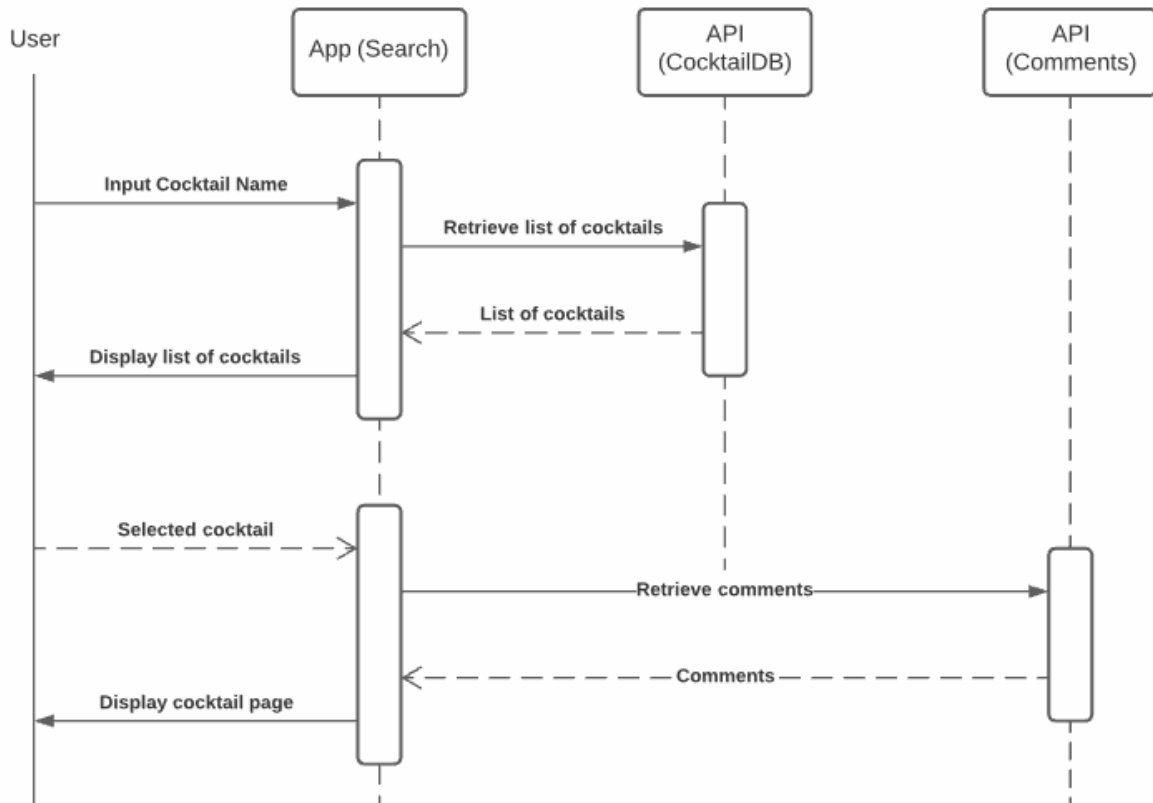 User
App (Search)
API
(CocktailDB)
API
(Comments)
Input Cocktail Name
Retrieve list of cocktails
List of cocktails
Display list of cocktails
Selected cocktail
Retrieve comments
Comments
Display cocktail page